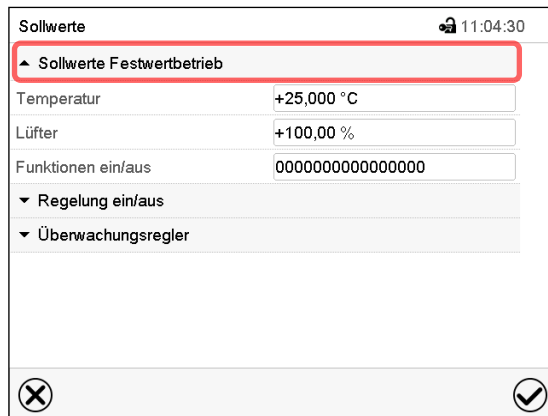 Sollwerte 11:04:30
Sollwerte Festwertbetrieb
Temperatur +25,000 °C
Lüfter +100,00 %
Funktionen ein/aus 0000000000000000
Regelung ein/aus
Überwachungsregler